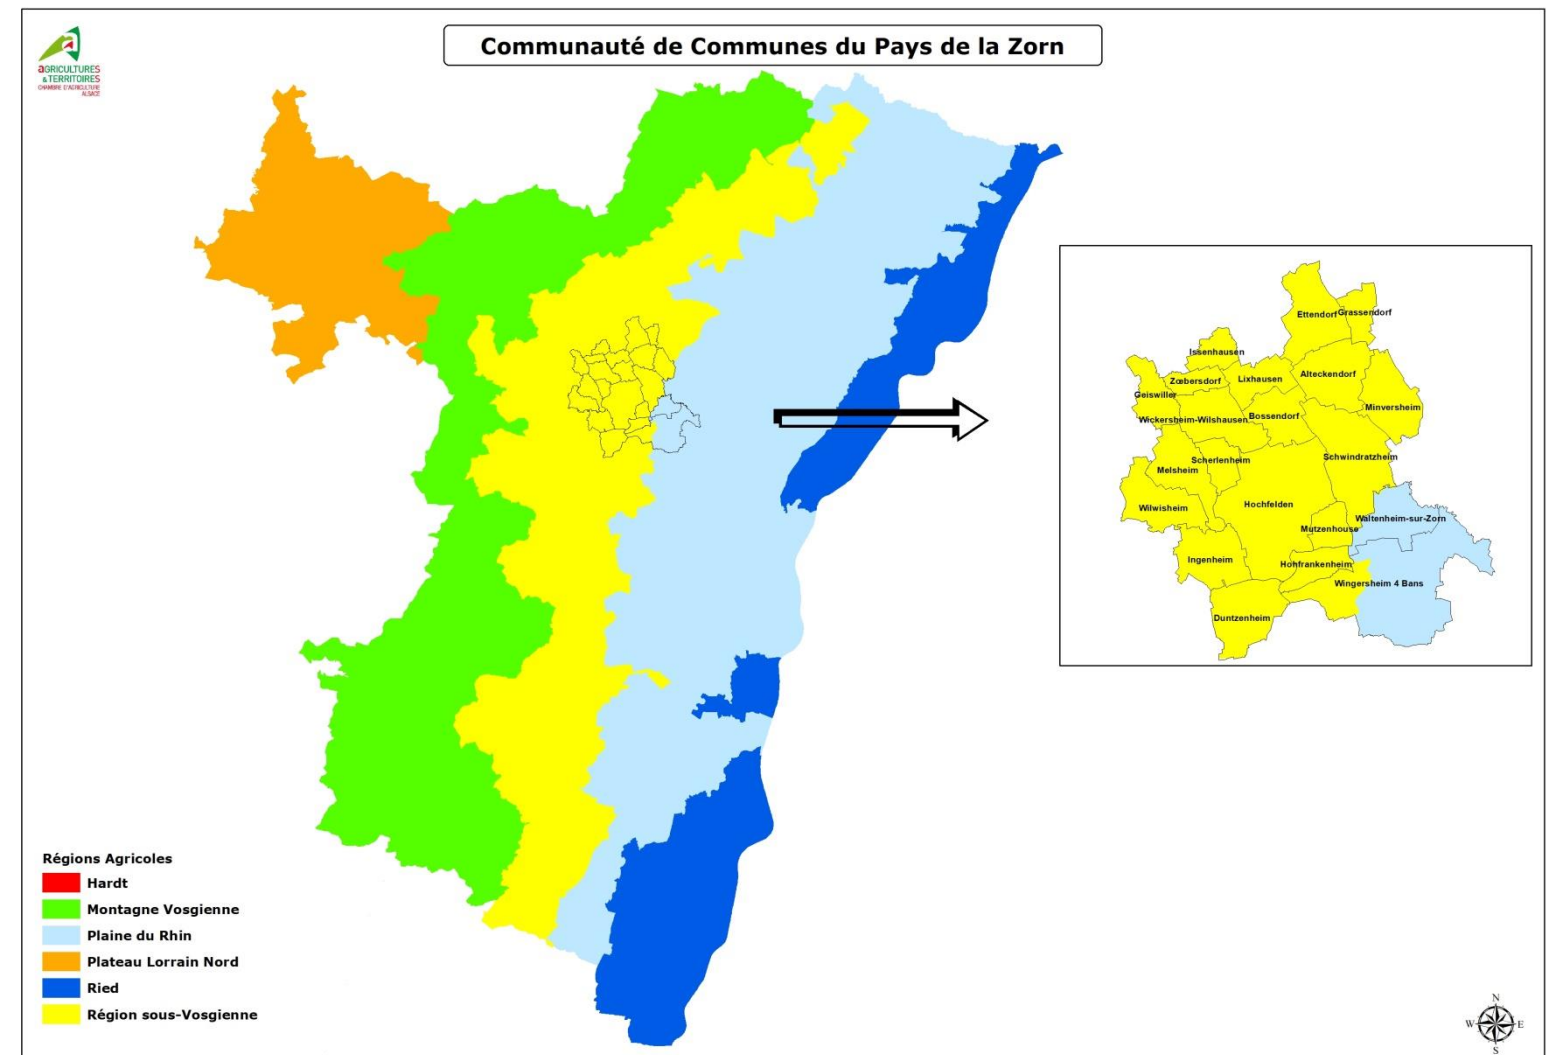 Communauté de Communes du Pays de la Zorn
aGRICULTURES
& TERRITOIRES
CHAMBRE D'AGRICULTURE
ALSACE
Ettendorf
Grassendorf
Issenhausen
Zœbersdorf
Lixhausen
Alteckendorf
Geiswiller
Minversheim
Wickersheim-Wilshausen
Bossendorf
Scherlenheim
Schwindratzheim
Melsheim
Wilwisheim
Hochfelden
Waltenheim-sur-Zorn
Mutzenhouse
Ingenheim
Hohfrankenheim
Wingersheim 4 Bans
Duntzenheim
Régions Agricoles
Hardt
Montagne Vosgienne
Plaine du Rhin
Plateau Lorrain Nord
Ried
Région sous-Vosgienne
N
W E
S